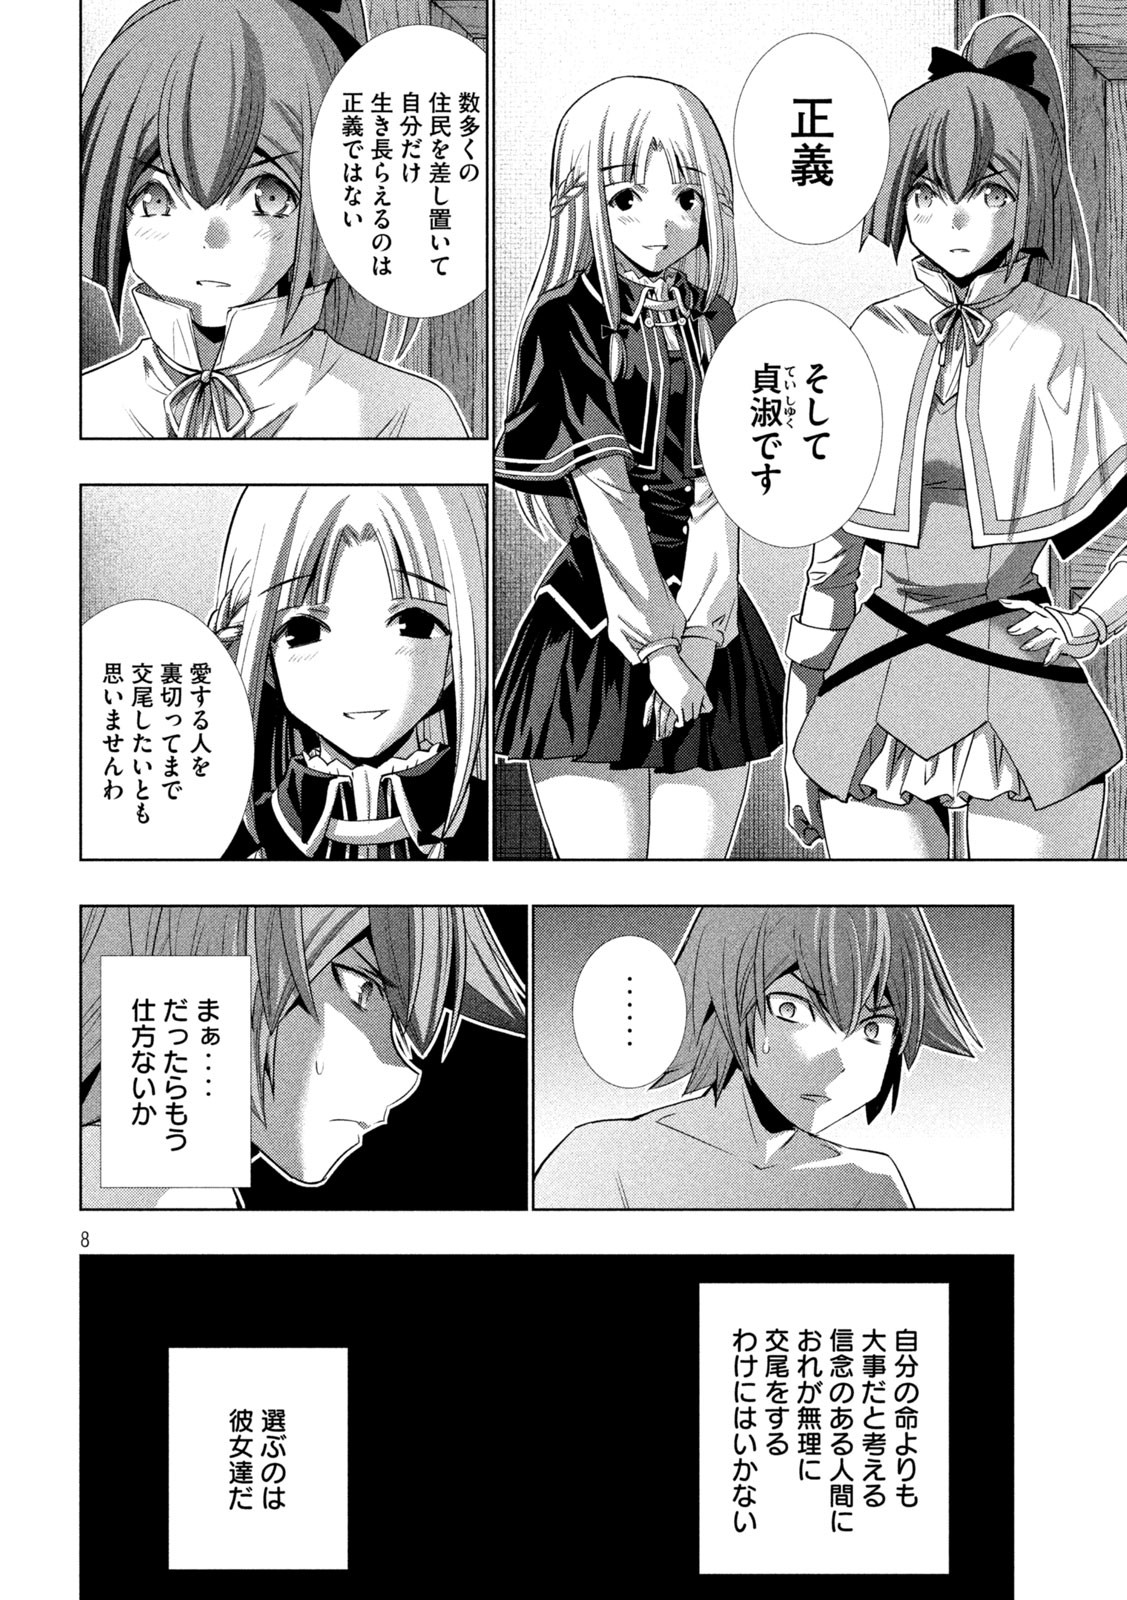 正義
そして
貞淑です
ていしゅく
数多くの
住民を差し置いて
自分だけ
生き長らえるのは
正義ではない
愛する人を
裏切ってまで
交尾したいとも
思いませんわ
‥‥‥
まぁ‥‥
だったらもう
仕方ないか
自分の命よりも
大事だと考える
信念のある人間に
おれが無理に
交尾をする
わけにはいかない
選ぶのは
彼女達だ
8